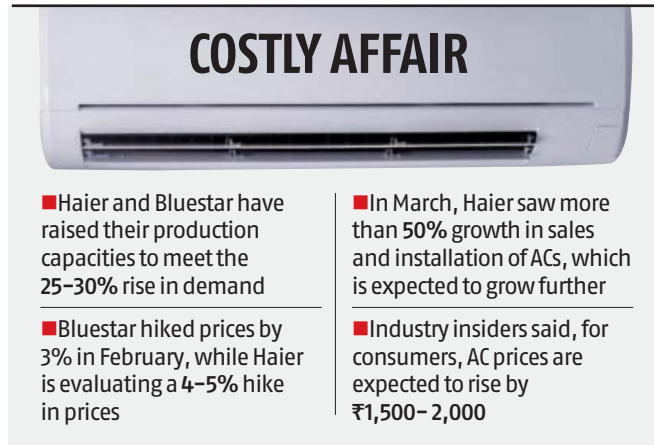 COSTLY AFFAIR
■Haier and Bluestar have
raised their production
capacities to meet the
25–30% rise in demand
■Bluestar hiked prices by
3% in February, while Haier
is evaluating a 4–5% hike
in prices
■In March, Haier saw more
than 50% growth in sales
and installation of ACs, which
is expected to grow further
■Industry insiders said, for
consumers, AC prices are
expected to rise by
₹1,500– 2,000